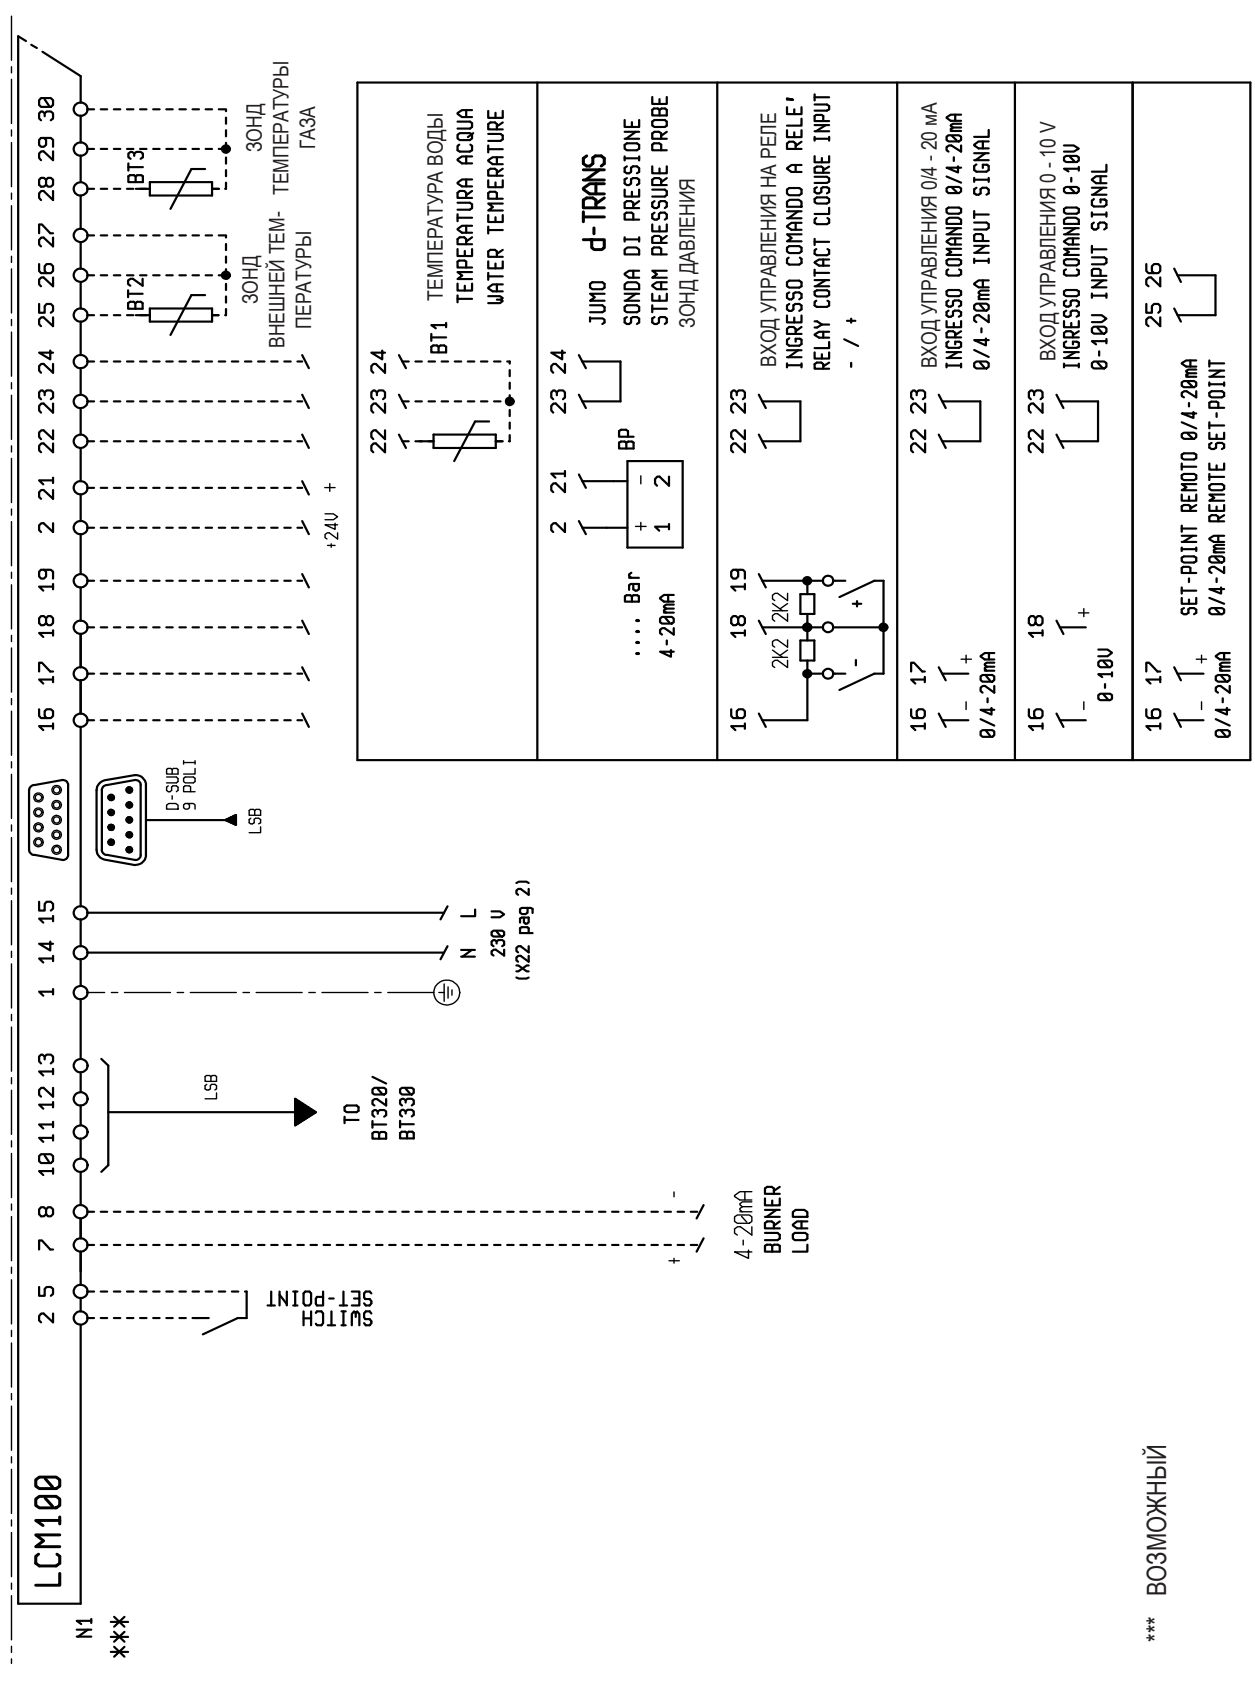 N1
***
LCM100
2 5 7 8 10 11 12 13 1 14 15 16 17 18 19 2 21 22 23 24 25 26 27 28 29 30
SWITCH
SET-POINT
+ -
4-20mA
BURNER
LOAD
LSB
TO
BT320/
BT330
N L
230 V
(X22 pag 2)
D-SUB
9 POLI
LSB
+24V +
BT2
ЗОНД
ВНЕШНЕЙ ТЕМ-
ПЕРАТУРЫ
BT3
ЗОНД
ТЕМПЕРАТУРЫ
ГАЗА
22 23 24
BT1
ТЕМПЕРАТУРА ВОДЫ
TEMPERATURA ACQUA
WATER TEMPERATURE
2 21 23 24
+ -
1 2
BP
.... Bar
4-20mA
JUMO d-TRANS
SONDA DI PRESSIONE
STEAM PRESSURE PROBE
ЗОНД ДАВЛЕНИЯ
16 18 19 22 23
2K2 2K2
- +
ВХОД УПРАВЛЕНИЯ НА РЕЛЕ
INGRESSO COMANDO A RELE'
RELAY CONTACT CLOSURE INPUT
- / +
16 17 22 23
- +
0/4-20mA
ВХОД УПРАВЛЕНИЯ 0/4 - 20 мА
INGRESSO COMANDO 0/4-20mA
0/4-20mA INPUT SIGNAL
16 18 22 23
- +
0-10V
ВХОД УПРАВЛЕНИЯ 0 - 10 V
INGRESSO COMANDO 0-10V
0-10V INPUT SIGNAL
16 17 25 26
- +
0/4-20mA
SET-POINT REMOTO 0/4-20mA
0/4-20mA REMOTE SET-POINT
*** ВОЗМОЖНЫЙ